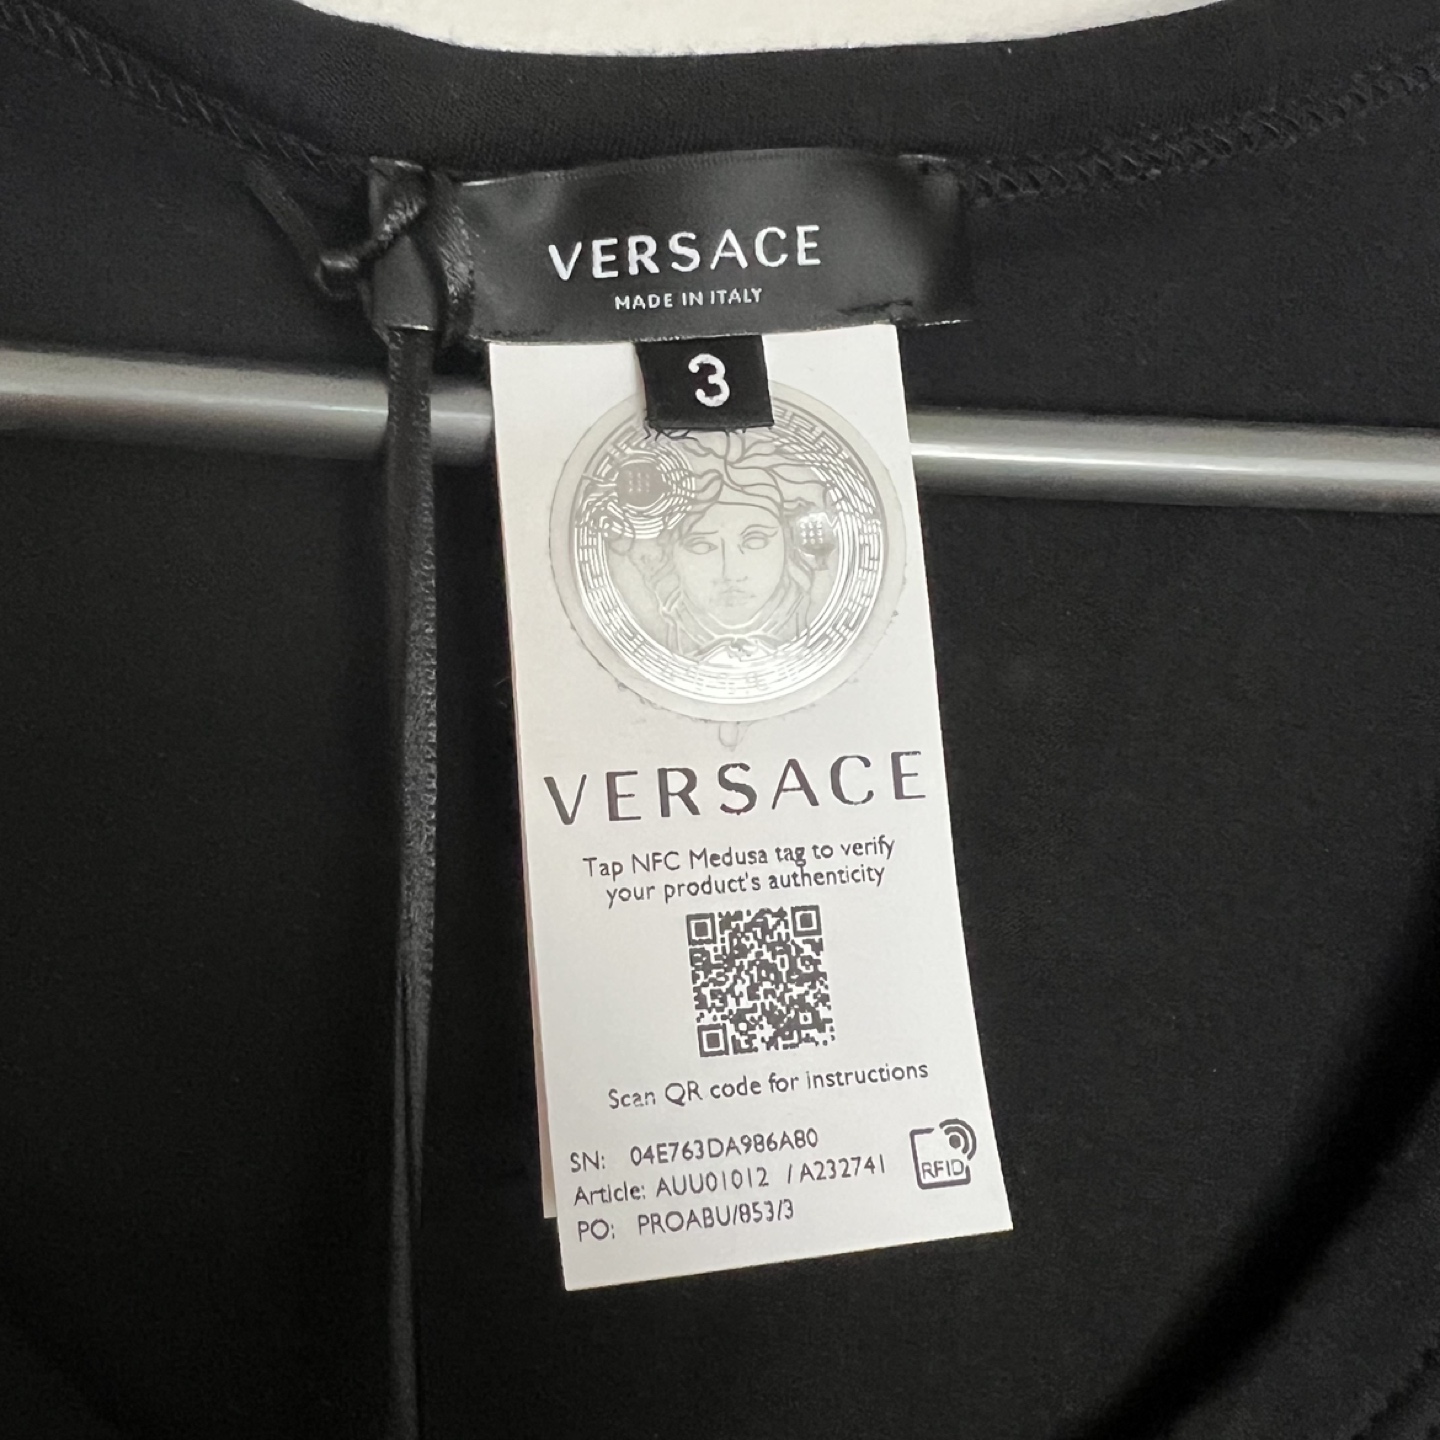 VERSACE
MADE IN ITALY
3
VERSACE
Tap NFC Medusa tag to verify
your product's authenticity
Scan QR code for instructions
SN: 04E763DA986A80
Article: AUU01012 /A232741
PO: PROABU/853/3
RFID